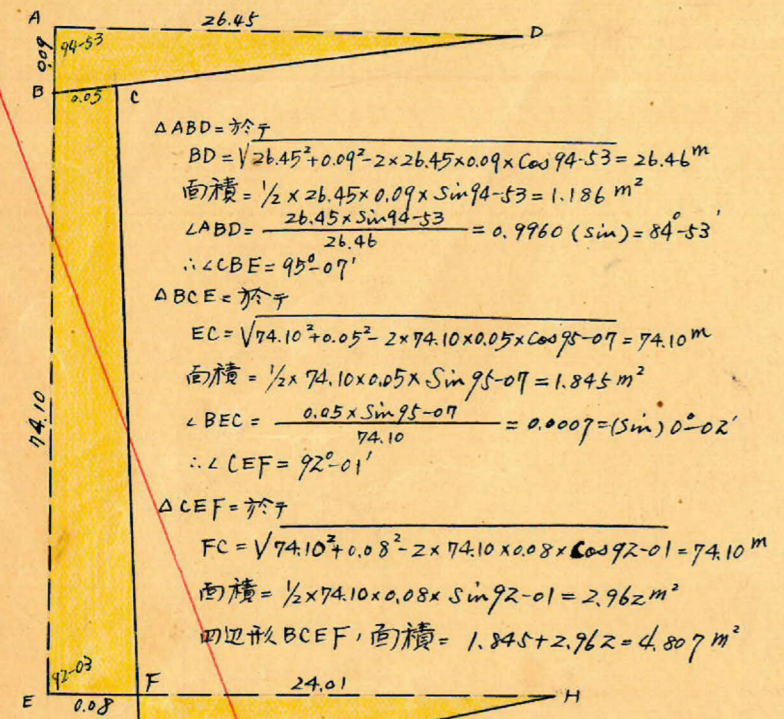 A 26.45 D
0.09
94-53
B 0.05 C
△ABD=於テ
BD=√26.45²+0.09²-2×26.45×0.09×Cos 94-53=26.46ᵐ
面積=1/2×26.45×0.09×Sin94-53=1.186 m²
∠ABD= 26.45×Sin94-53/26.46 =0.9960 (sin)=84°-53'
∴∠CBE=95°-07'
△BCE=於テ
EC=√74.10²+0.05²-2×74.10×0.05×Cos95-07=74.10ᵐ
面積=1/2×74.10×0.05×Sin95-07=1.845m²
74.10
∠BEC= 0.05×Sin95-07/74.10 =0.0007=(Sin)0°-02'
∴∠CEF=92°-01'
△CEF=於テ
FC=√74.10²+0.08²-2×74.10×0.08×Cos92-01=74.10ᵐ
面積=1/2×74.10×0.08×Sin92-01=2.962m²
四辺形BCEF,面積= 1.845+2.962=4.807m²
92-03
E 0.08 F 24.01 H